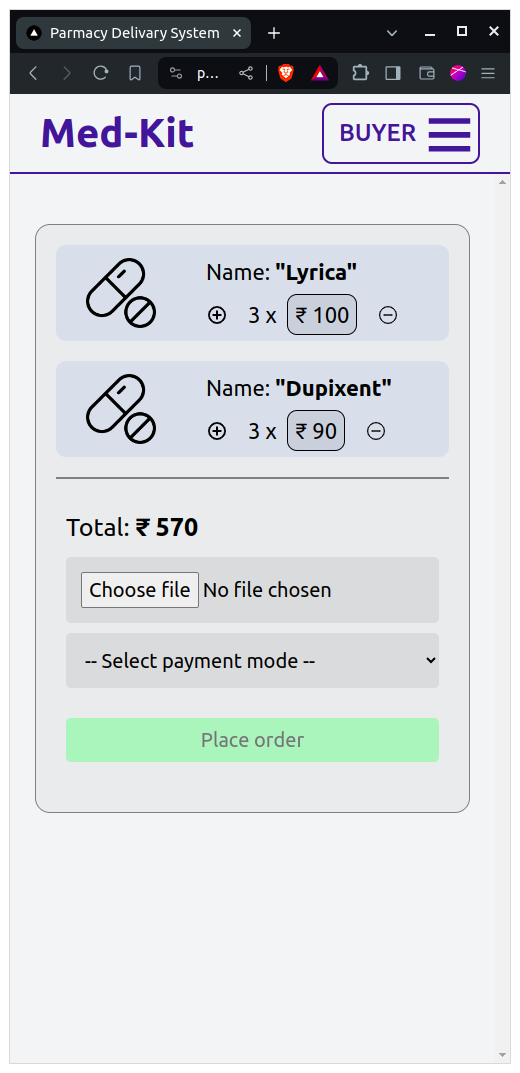 Parmacy Delivary System
p...
Med-Kit
BUYER
Name: "Lyrica"
3 x ₹ 100
Name: "Dupixent"
3 x ₹ 90
Total: ₹ 570
Choose file No file chosen
-- Select payment mode --
Place order